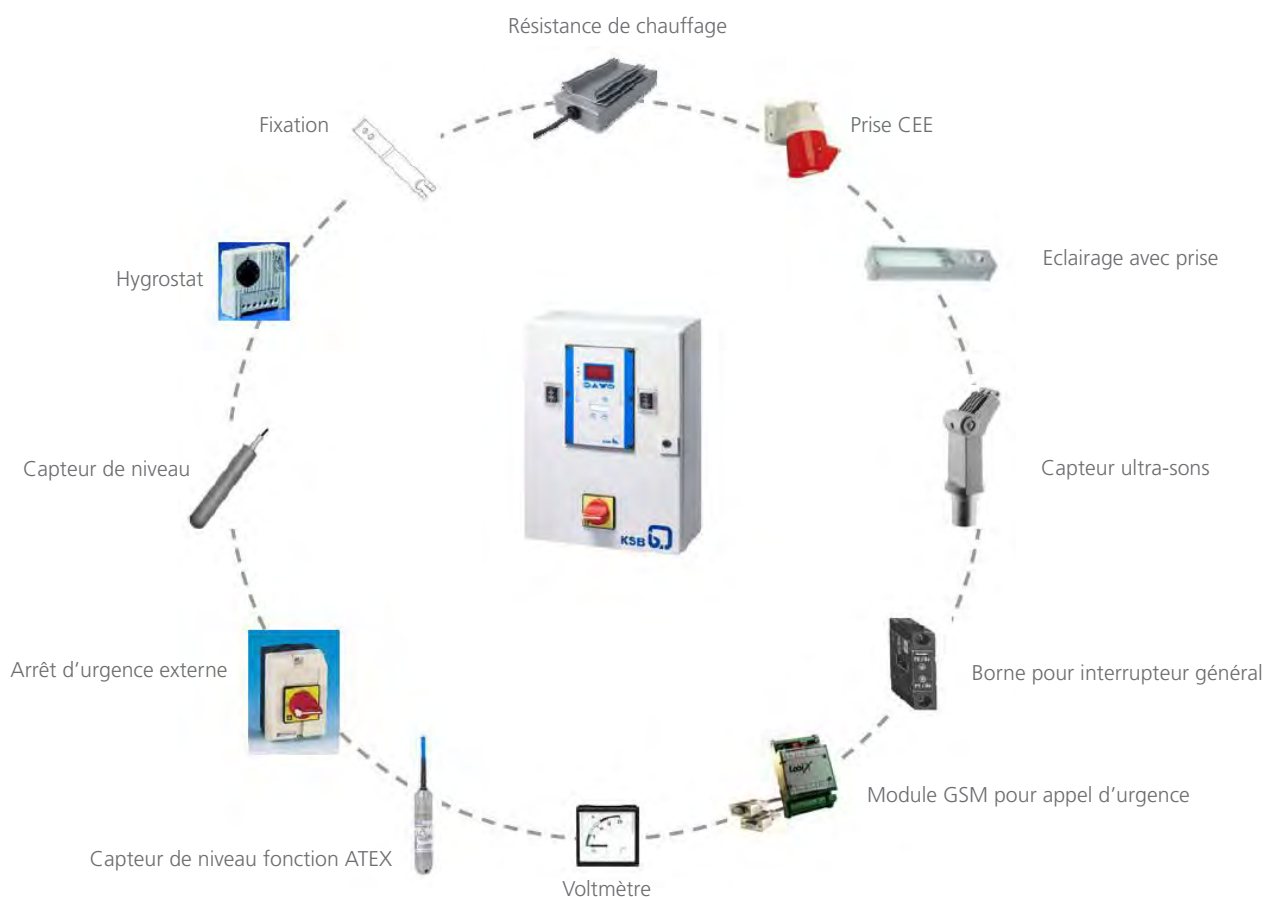 Résistance de chauffage
Fixation
Prise CEE
Hygrostat
Eclairage avec prise
KSB
Capteur de niveau
Capteur ultra-sons
Arrêt d'urgence externe
Borne pour interrupteur général
Module GSM pour appel d'urgence
Capteur de niveau fonction ATEX
Voltmètre